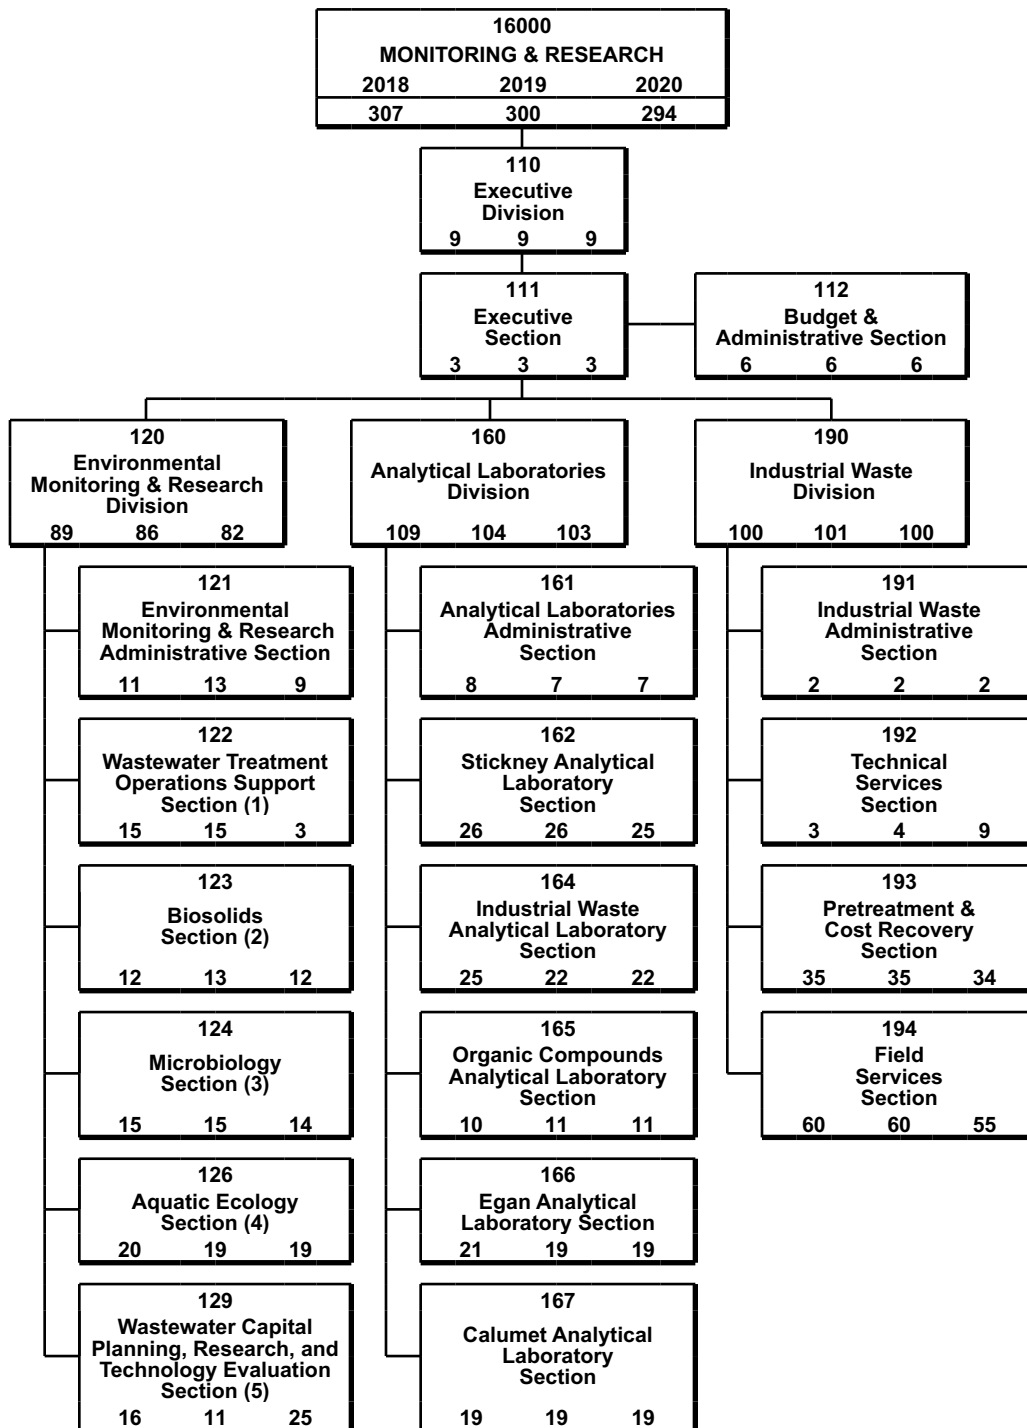 16000
MONITORING & RESEARCH
2018 2019 2020
307 300 294
110
Executive
Division
9 9 9
111
Executive
Section
3 3 3
112
Budget &
Administrative Section
6 6 6
120
Environmental
Monitoring & Research
Division
89 86 82
160
Analytical Laboratories
Division
109 104 103
190
Industrial Waste
Division
100 101 100
121
Environmental
Monitoring & Research
Administrative Section
11 13 9
161
Analytical Laboratories
Administrative
Section
8 7 7
191
Industrial Waste
Administrative
Section
2 2 2
122
Wastewater Treatment
Operations Support
Section (1)
15 15 3
162
Stickney Analytical
Laboratory
Section
26 26 25
192
Technical
Services
Section
3 4 9
123
Biosolids
Section (2)
12 13 12
164
Industrial Waste
Analytical Laboratory
Section
25 22 22
193
Pretreatment &
Cost Recovery
Section
35 35 34
124
Microbiology
Section (3)
15 15 14
165
Organic Compounds
Analytical Laboratory
Section
10 11 11
194
Field
Services
Section
60 60 55
126
Aquatic Ecology
Section (4)
20 19 19
166
Egan Analytical
Laboratory Section
21 19 19
129
Wastewater Capital
Planning, Research, and
Technology Evaluation
Section (5)
16 11 25
167
Calumet Analytical
Laboratory
Section
19 19 19